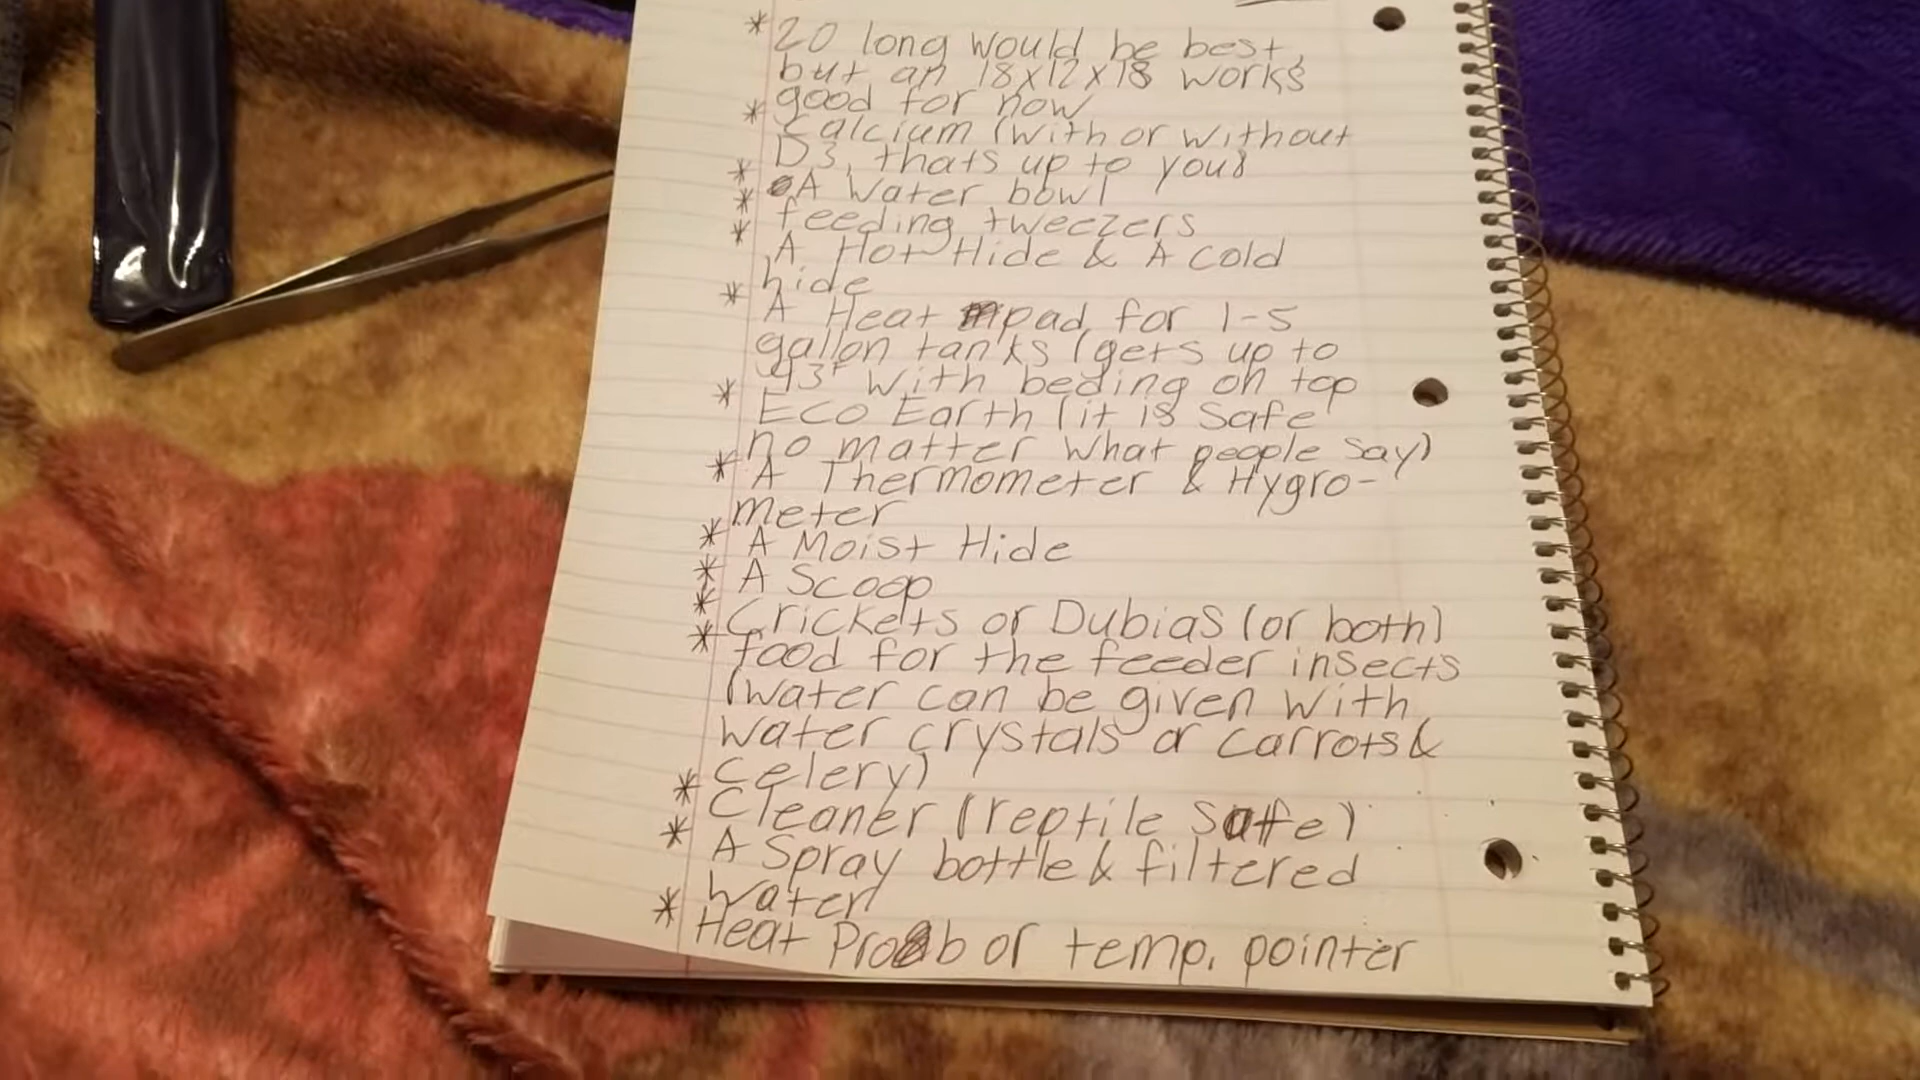 * 20 long would be best,
but an 18x12x18 works
good for now
* Calcium (with or without
D3, thats up to you)
* A Water bowl
* feeding tweezers
* A Hot Hide & A cold
hide
* A Heat pad for 1-5
gallon tanks (gets up to
93° with beding on top
* Eco Earth (it is safe
no matter what people say)
* A Thermometer & Hygro-
meter
* A Moist Hide
* A Scoop
* Crickets or Dubias (or both)
* food for the feeder insects
(water can be given with
water crystals or carrots &
celery)
* Cleaner (reptile safe)
* A Spray bottle & filtered
water
* Heat Prob or temp. pointer